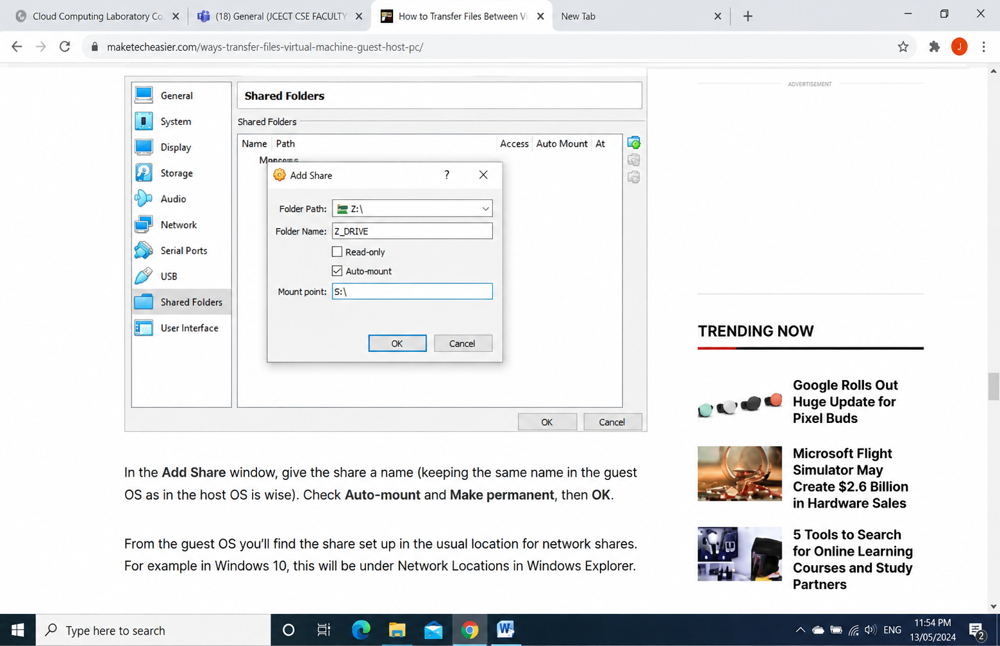 Cloud Computing Laboratory Co
(18) General (JCECT CSE FACULTY
How to Transfer Files Between Vi
New Tab
maketecheasier.com/ways-transfer-files-virtual-machine-guest-host-pc/
J
General
System
Display
Storage
Audio
Network
Serial Ports
USB
Shared Folders
User Interface
Shared Folders
Shared Folders
Name Path Access Auto Mount At
Add Share ?
Folder Path: Z:\
Folder Name: Z_DRIVE
Read-only
Auto-mount
Mount point: S:\
OK Cancel
OK Cancel
In the Add Share window, give the share a name (keeping the same name in the guest
OS as in the host OS is wise). Check Auto-mount and Make permanent, then OK.
From the guest OS you’ll find the share set up in the usual location for network shares.
For example in Windows 10, this will be under Network Locations in Windows Explorer.
ADVERTISEMENT
TRENDING NOW
Google Rolls Out
Huge Update for
Pixel Buds
Microsoft Flight
Simulator May
Create $2.6 Billion
in Hardware Sales
5 Tools to Search
for Online Learning
Courses and Study
Partners
Type here to search
W
ENG
11:54 PM
13/05/2024
2